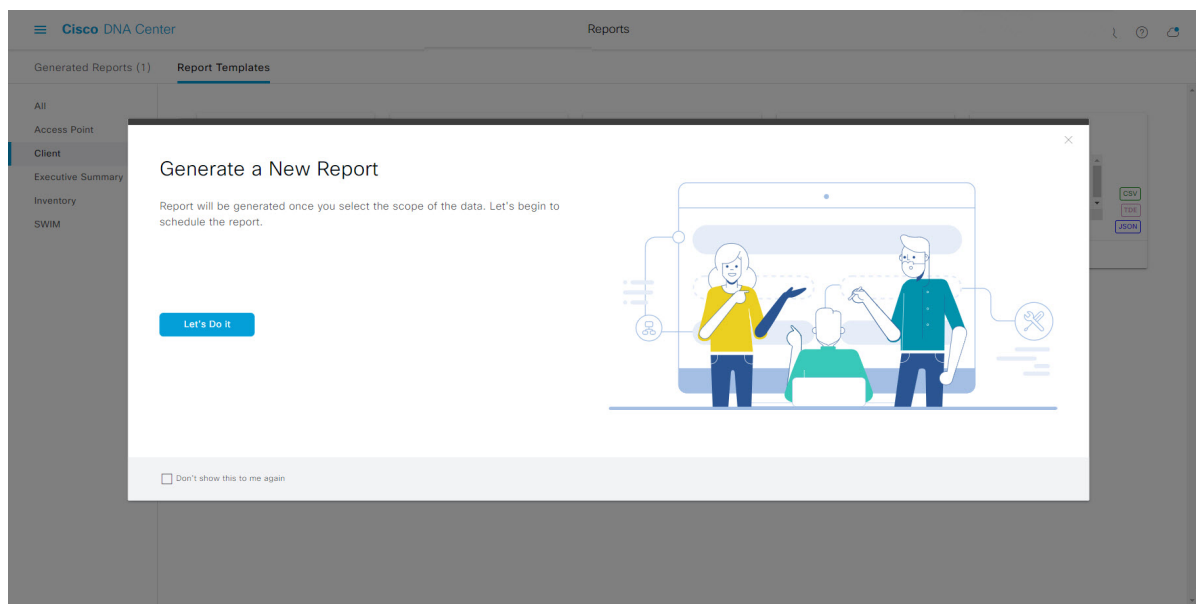 Cisco DNA Center
Reports
Generated Reports (1)
Report Templates
All
Access Point
Client
Executive Summary
Inventory
SWIM
Generate a New Report
Report will be generated once you select the scope of the data. Let's begin to
schedule the report.
Let's Do it
Don't show this to me again
CSV
TDE
JSON